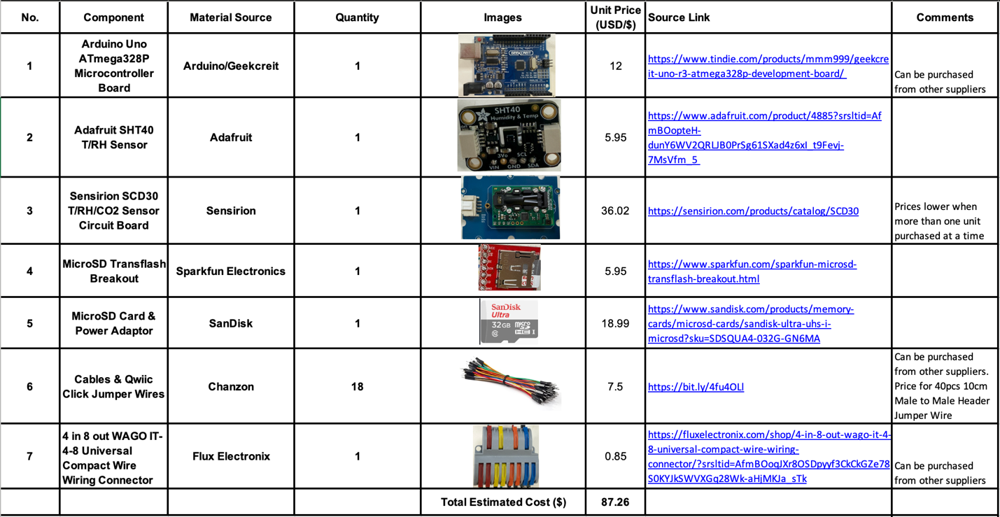 No.
Component
Material Source
Quantity
Images
Unit Price
(USD/$)
Source Link
Comments
1
Arduino Uno
ATmega328P
Microcontroller
Board
Arduino/Geekcreit
1
GEEKCREIT
12
https://www.tindie.com/products/mmm999/geekcre
it-uno-r3-atmega328p-development-board/
Can be purchased
from other suppliers
2
Adafruit SHT40
T/RH Sensor
Adafruit
1
SHT40
Humidity & Temp
3Vo
SCL
VIN
GND
SDA
5.95
https://www.adafruit.com/product/4885?srsltid=Af
mBOopteH-
dunY6WV2QRLJB0PrSg61SXad4z6xI_t9Fevj-
7MsVfm_5
3
Sensirion SCD30
T/RH/CO2 Sensor
Circuit Board
Sensirion
1
36.02
https://sensirion.com/products/catalog/SCD30
Prices lower when
more than one unit
purchased at a time
4
MicroSD Transflash
Breakout
Sparkfun Electronics
1
5.95
https://www.sparkfun.com/sparkfun-microsd-
transflash-breakout.html
5
MicroSD Card &
Power Adaptor
SanDisk
1
SanDisk
Ultra
32GB
micro
SD
HC I
18.99
https://www.sandisk.com/products/memory-
cards/microsd-cards/sandisk-ultra-uhs-i-
microsd?sku=SDSQUA4-032G-GN6MA
6
Cables & Qwiic
Click Jumper Wires
Chanzon
18
7.5
https://bit.ly/4fu4OLl
Can be purchased
from other suppliers.
Price for 40pcs 10cm
Male to Male Header
Jumper Wire
7
4 in 8 out WAGO IT-
4-8 Universal
Compact Wire
Wiring Connector
Flux Electronix
1
0.85
https://fluxelectronix.com/shop/4-in-8-out-wago-it-4-
8-universal-compact-wire-wiring-
connector/?srsltid=AfmBOoqJXr8OSDpyyf3CkCkGZe78
S0KYJkSWVXGq28Wk-aHjMKJa_sTk
Can be purchased
from other suppliers
Total Estimated Cost ($)
87.26